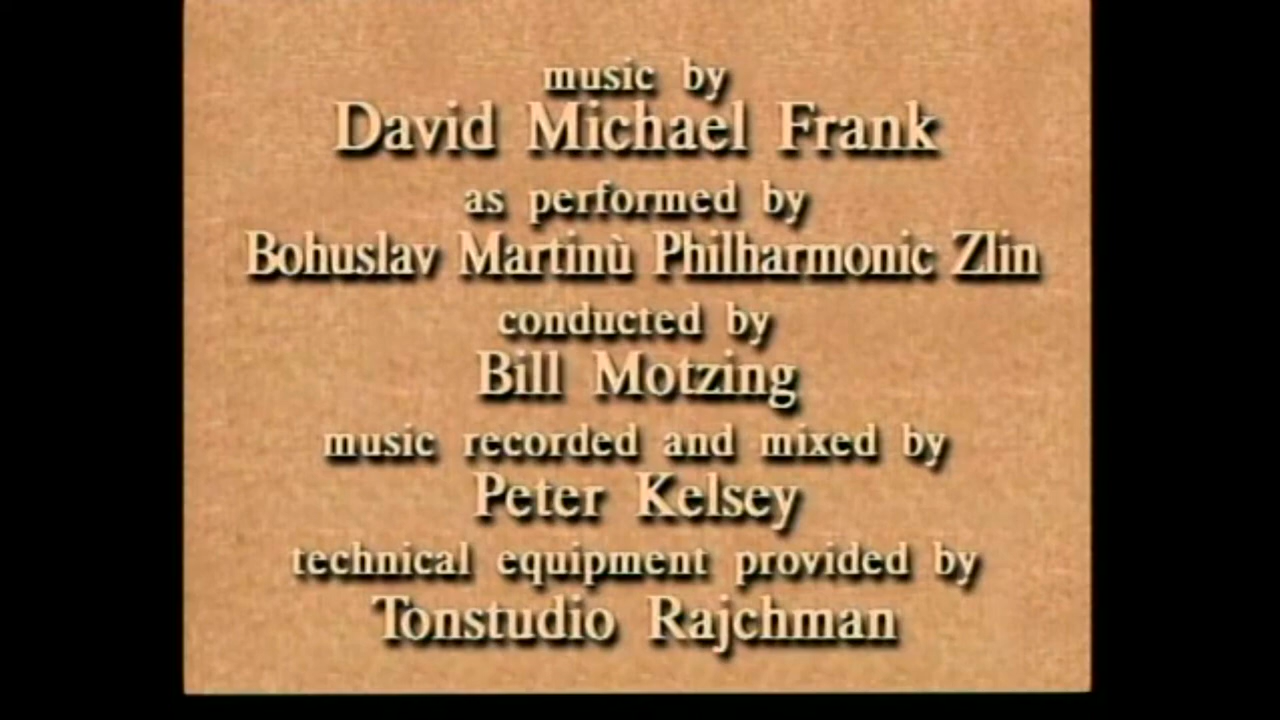 music by
David Michael Frank
as performed by
Bohuslav Martinù Philharmonic Zlin
conducted by
Bill Motzing
music recorded and mixed by
Peter Kelsey
technical equipment provided by
Tonstudio Rajchman